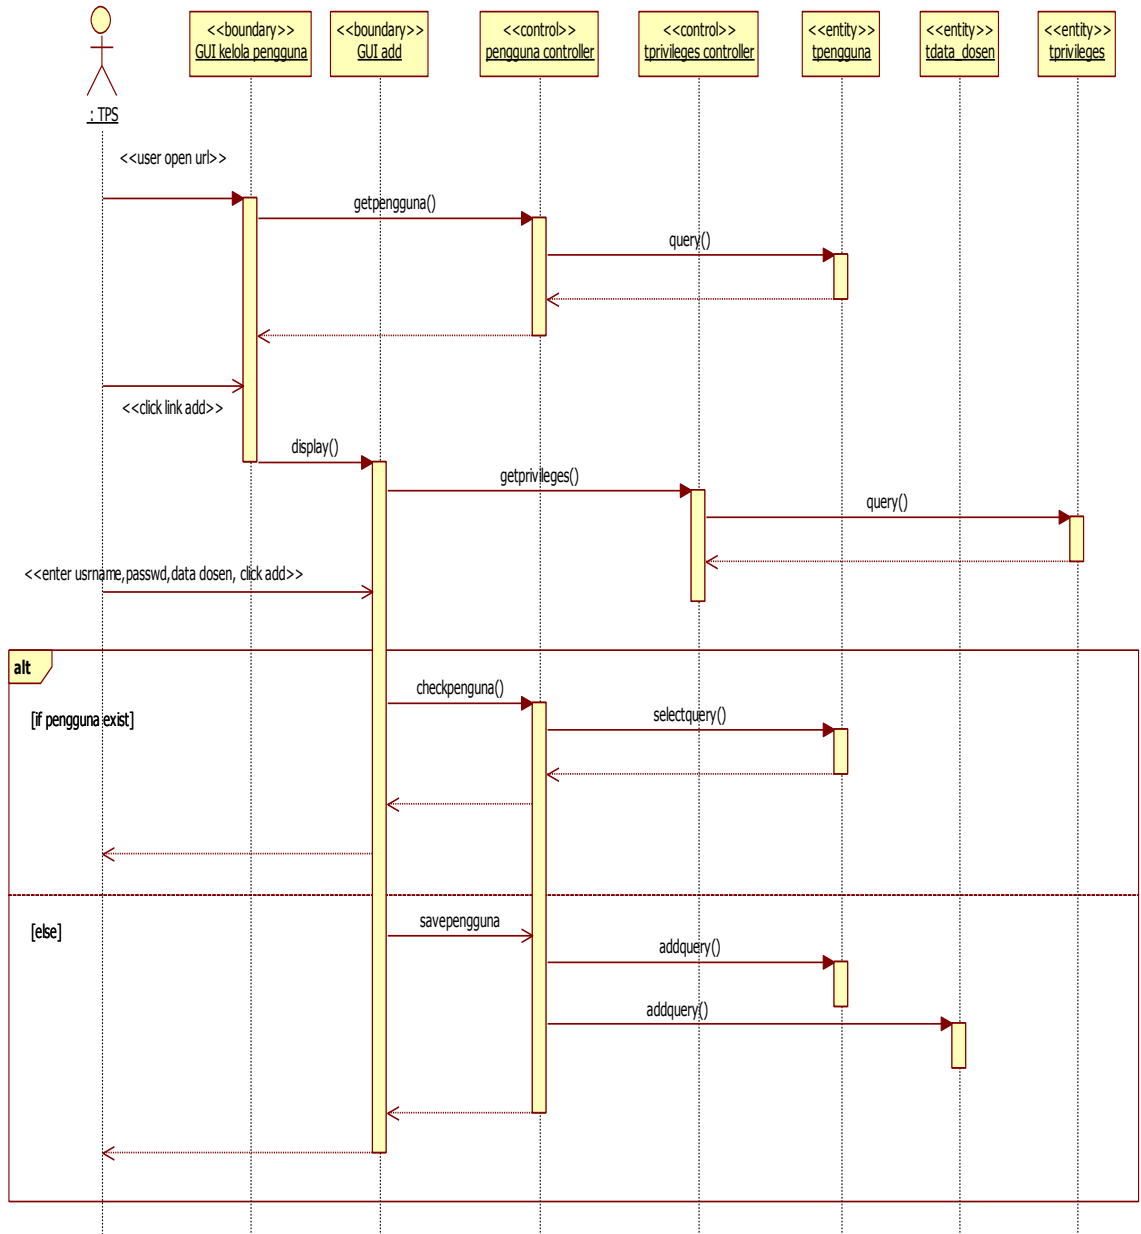 <<boundary>>
GUI kelola pengguna
<<boundary>>
GUI add
<<control>>
pengguna controller
<<control>>
tprivileges controller
<<entity>>
tpengguna
<<entity>>
tdata_dosen
<<entity>>
tprivileges
: TPS
<<user open url>>
getpengguna()
query()
<<click link add>>
display()
getprivileges()
query()
<<enter usrname,passwd,data dosen, click add>>
alt
checkpenguna()
[if pengguna exist]
selectquery()
[else]
savepengguna
addquery()
addquery()